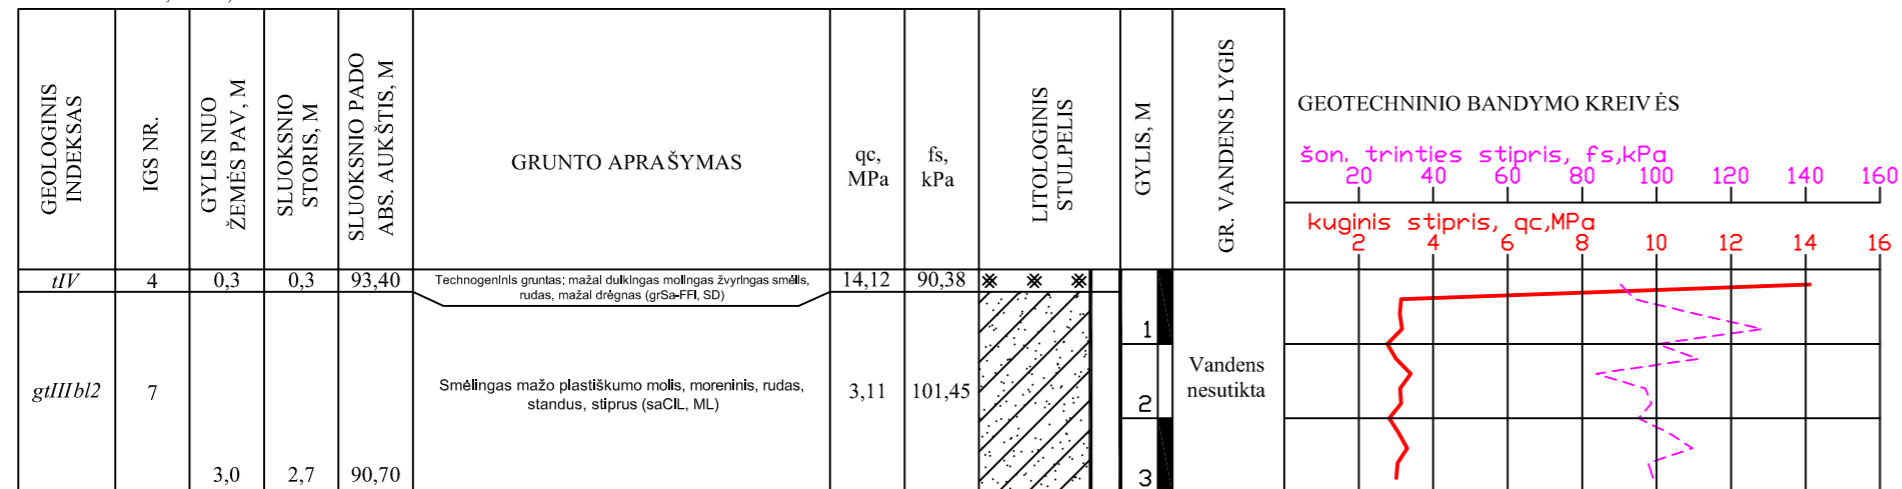 GEOLOGINIS
INDEKSAS
IGS NR.
GYLIS NUO
ŽEMĖS PAV, M
SLUOKSNIO
STORIS, M
SLUOKSNIO PADO
ABS. AUKŠTIS, M
GRUNTO APRAŠYMAS
qc,
MPa
fs,
kPa
LITOLOGINIS
STULPELIS
GYLIS, M
GR. VANDENS LYGIS
GEOTECHNINIO BANDYMO KREIVĖS
šon. trinties stipris, fs,kPa
20 40 60 80 100 120 140 160
kuginis stipris, qc,MPa
2 4 6 8 10 12 14 16
tIV 4 0,3 0,3 93,40
Technogeninis gruntas: mažai dulkingas molingas žvyringas smėlis,
rudas, mažai drėgnas (grSa-FFI, SD)
14,12 90,38
1
gtIIIbl2 7
Smėlingas mažo plastiškumo molis, moreninis, rudas,
standus, stiprus (saClL, ML)
3,11 101,45
2
Vandens
nesutikta
3,0 2,7 90,70
3